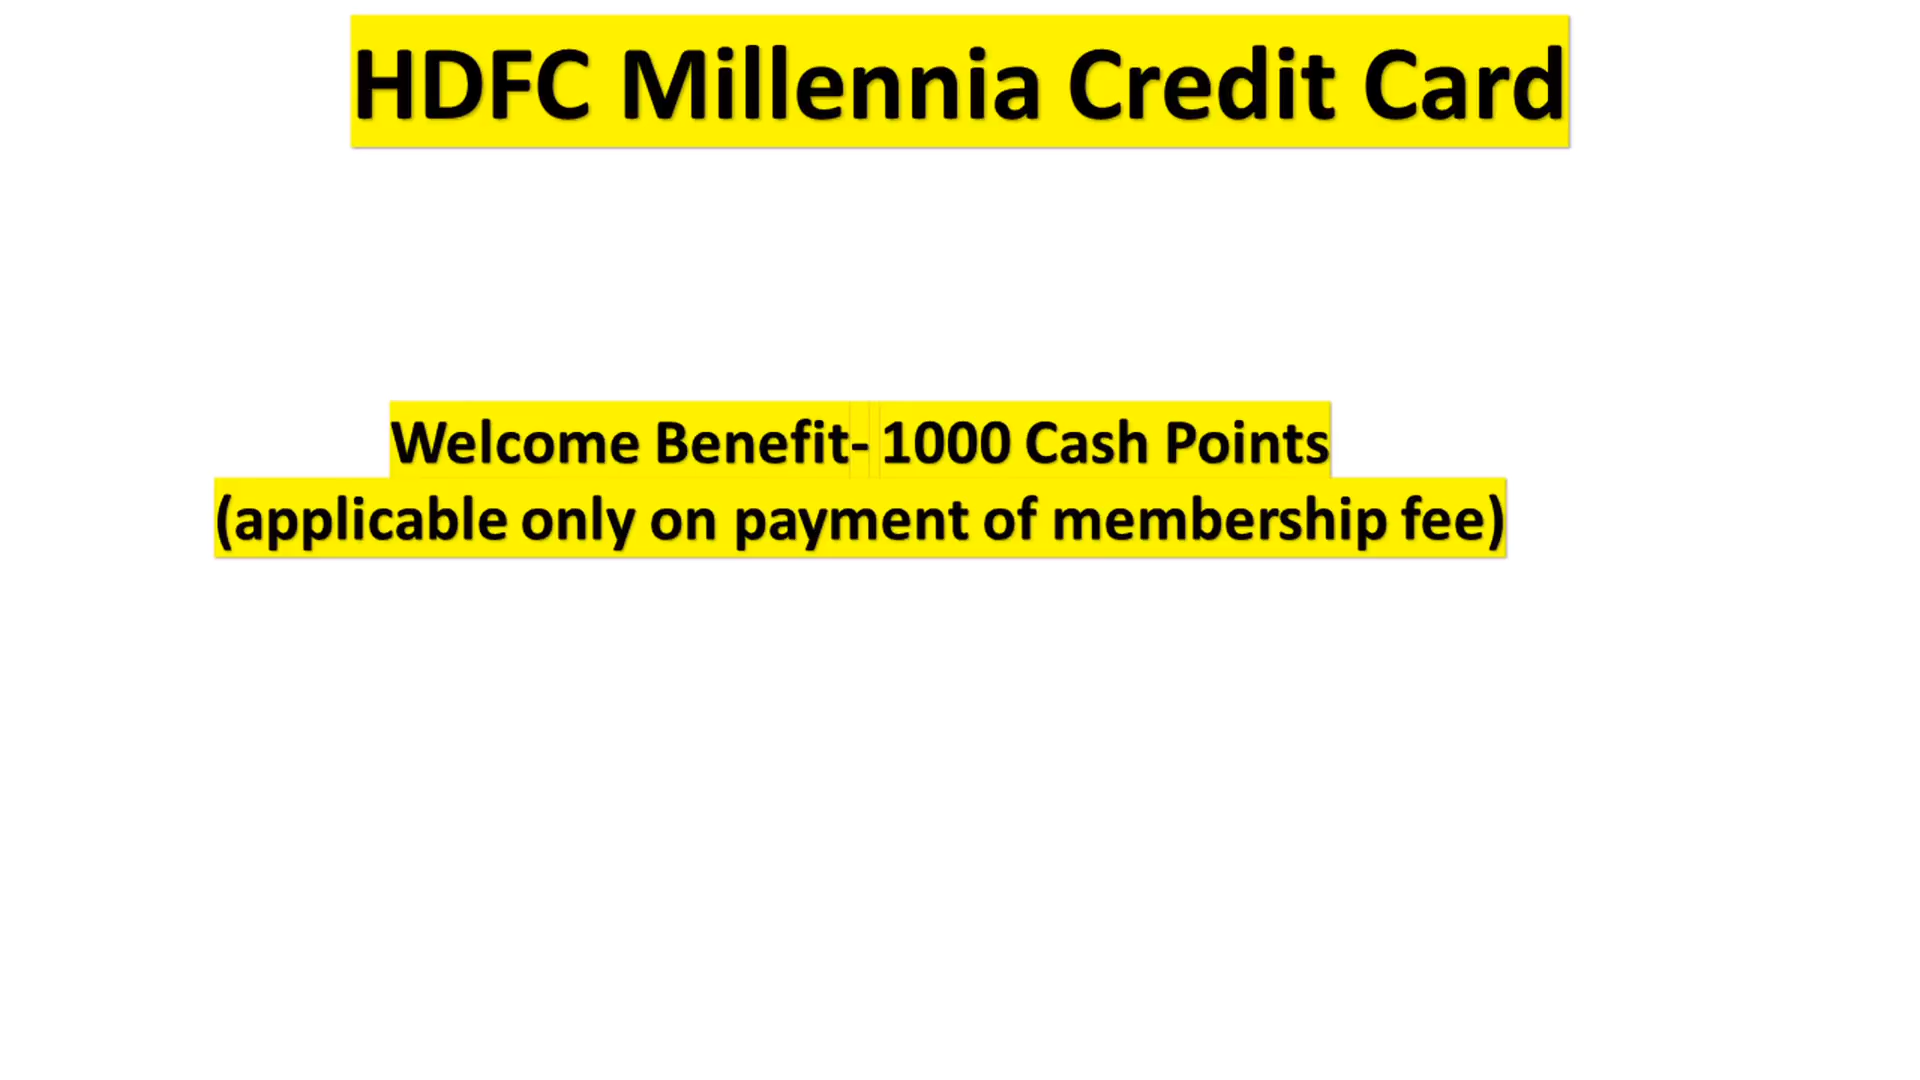 HDFC Millennia Credit Card
Welcome Benefit- 1000 Cash Points
(applicable only on payment of membership fee)